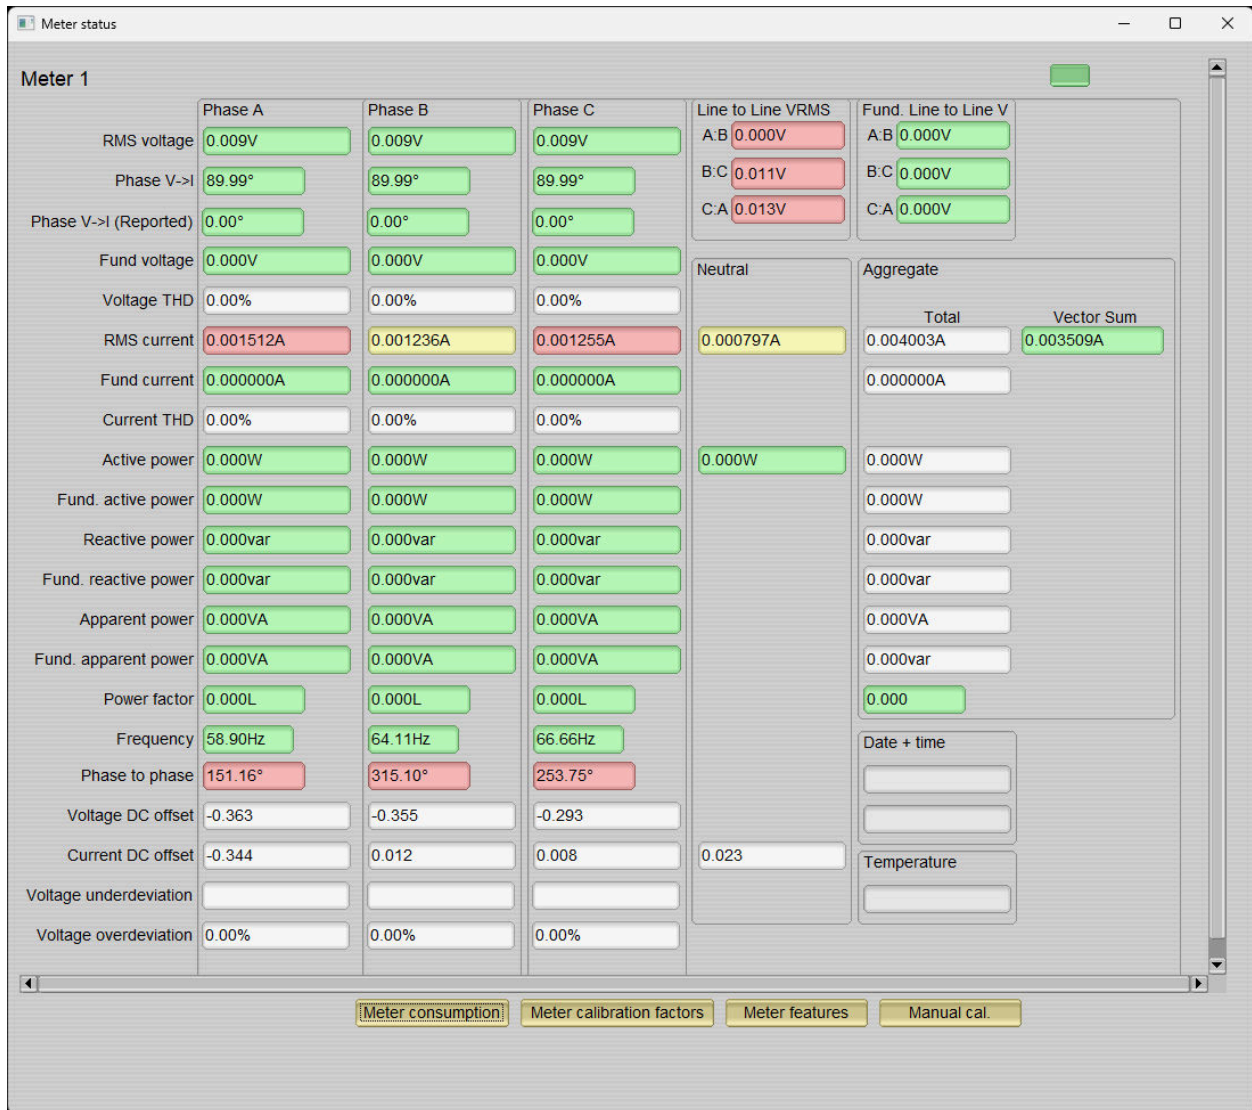 Meter status
Meter 1
Phase A Phase B Phase C Line to Line VRMS Fund. Line to Line V
RMS voltage 0.009V 0.009V 0.009V A:B 0.000V A:B 0.000V
Phase V->I 89.99° 89.99° 89.99° B:C 0.011V B:C 0.000V
Phase V->I (Reported) 0.00° 0.00° 0.00° C:A 0.013V C:A 0.000V
Fund voltage 0.000V 0.000V 0.000V Neutral Aggregate
Voltage THD 0.00% 0.00% 0.00%
Total Vector Sum
RMS current 0.001512A 0.001236A 0.001255A 0.000797A 0.004003A 0.003509A
Fund current 0.000000A 0.000000A 0.000000A 0.000000A
Current THD 0.00% 0.00% 0.00%
Active power 0.000W 0.000W 0.000W 0.000W 0.000W
Fund. active power 0.000W 0.000W 0.000W 0.000W
Reactive power 0.000var 0.000var 0.000var 0.000var
Fund. reactive power 0.000var 0.000var 0.000var 0.000var
Apparent power 0.000VA 0.000VA 0.000VA 0.000VA
Fund. apparent power 0.000VA 0.000VA 0.000VA 0.000var
Power factor 0.000L 0.000L 0.000L 0.000
Frequency 58.90Hz 64.11Hz 66.66Hz Date + time
Phase to phase 151.16° 315.10° 253.75°
Voltage DC offset -0.363 -0.355 -0.293
Current DC offset -0.344 0.012 0.008 0.023 Temperature
Voltage underdeviation
Voltage overdeviation 0.00% 0.00% 0.00%
Meter consumption Meter calibration factors Meter features Manual cal.